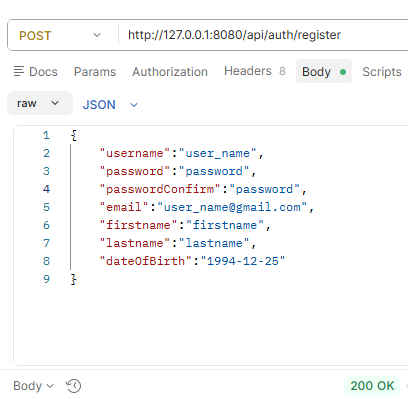 POST http://127.0.0.1:8080/api/auth/register
Docs Params Authorization Headers 8 Body Scripts
raw JSON
1 {
2 "username":"user_name",
3 "password":"password",
4 "passwordConfirm":"password",
5 "email":"user_name@gmail.com",
6 "firstname":"firstname",
7 "lastname":"lastname",
8 "dateOfBirth":"1994-12-25"
9 }
Body 200 OK